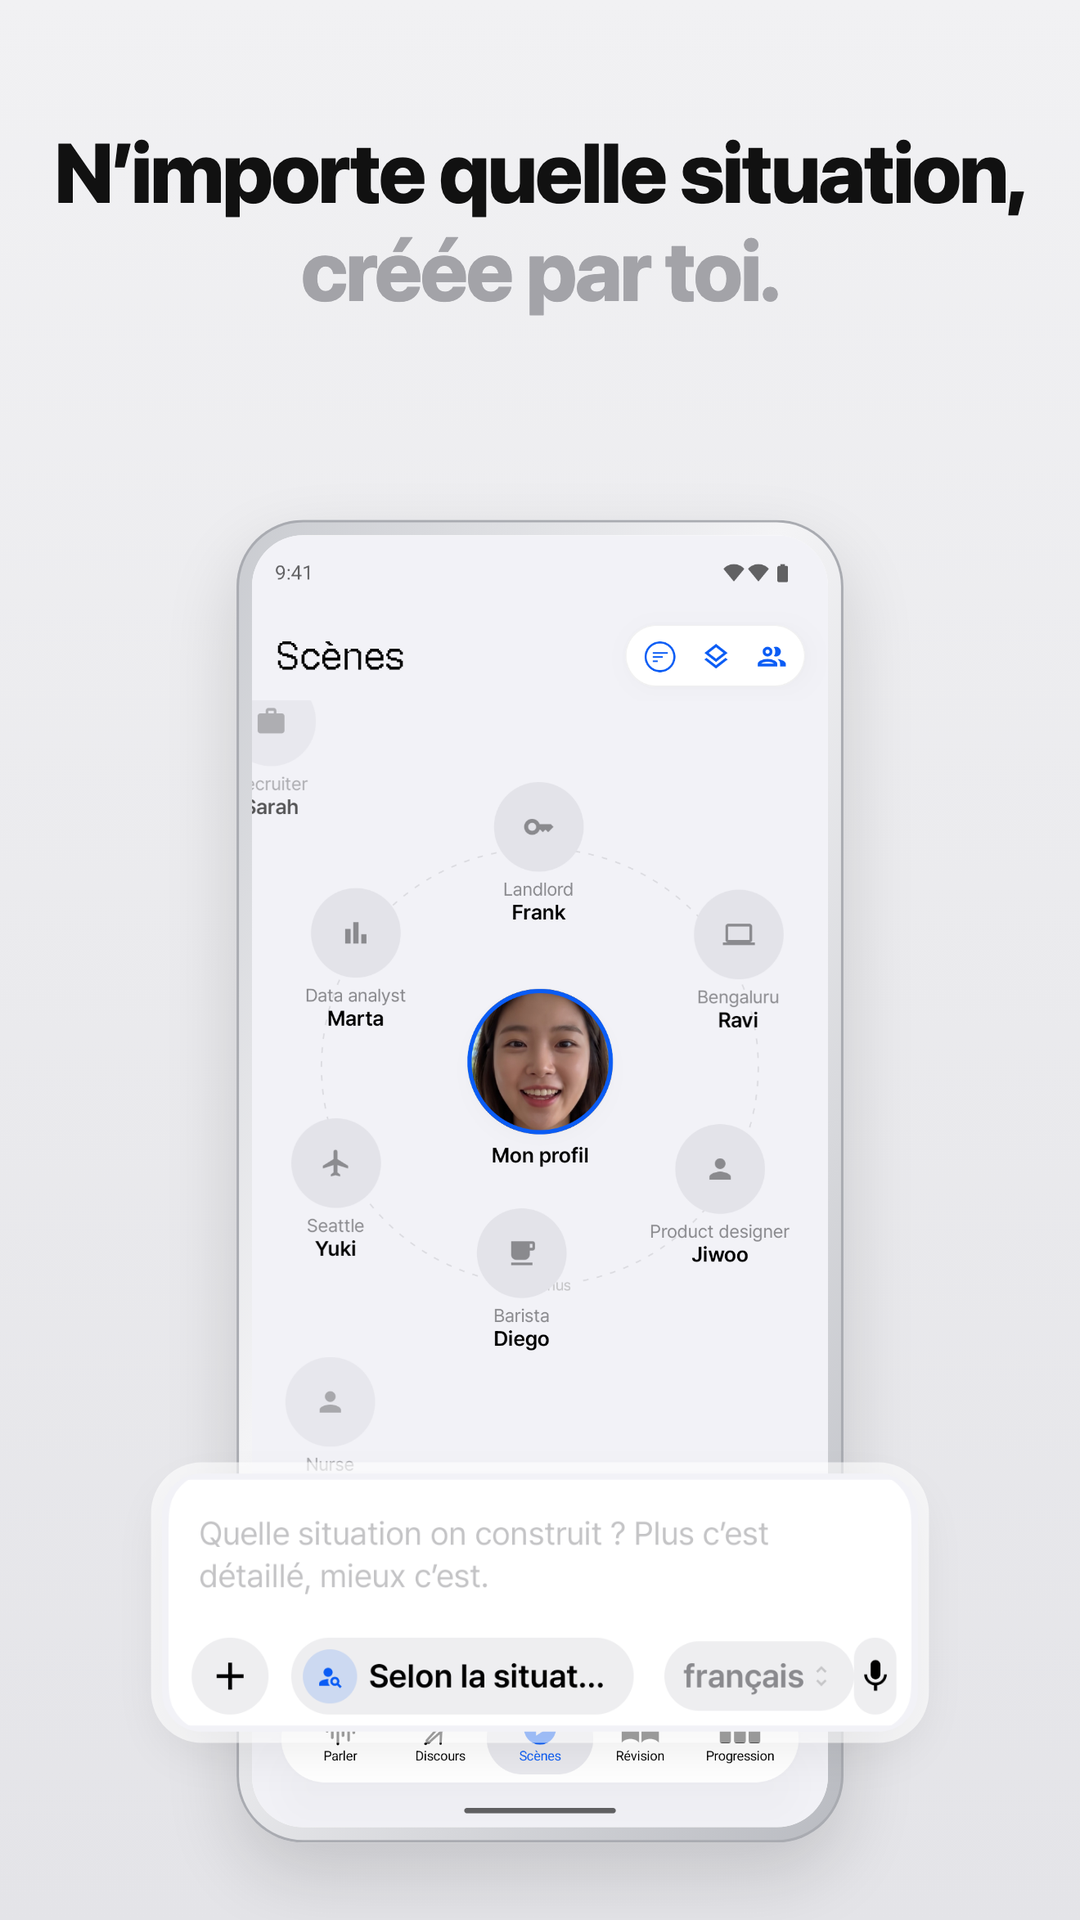 N’importe quelle situation,
créée par toi.
9:41
Scènes
ecruiter
Sarah
Landlord
Frank
Data analyst
Marta
Bengaluru
Ravi
Mon profil
Seattle
Yuki
Product designer
Jiwoo
Barista
Diego
Nurse
Quelle situation on construit ? Plus c’est
détaillé, mieux c’est.
Selon la situat...
français
Parler
Discours
Scènes
Révision
Progression